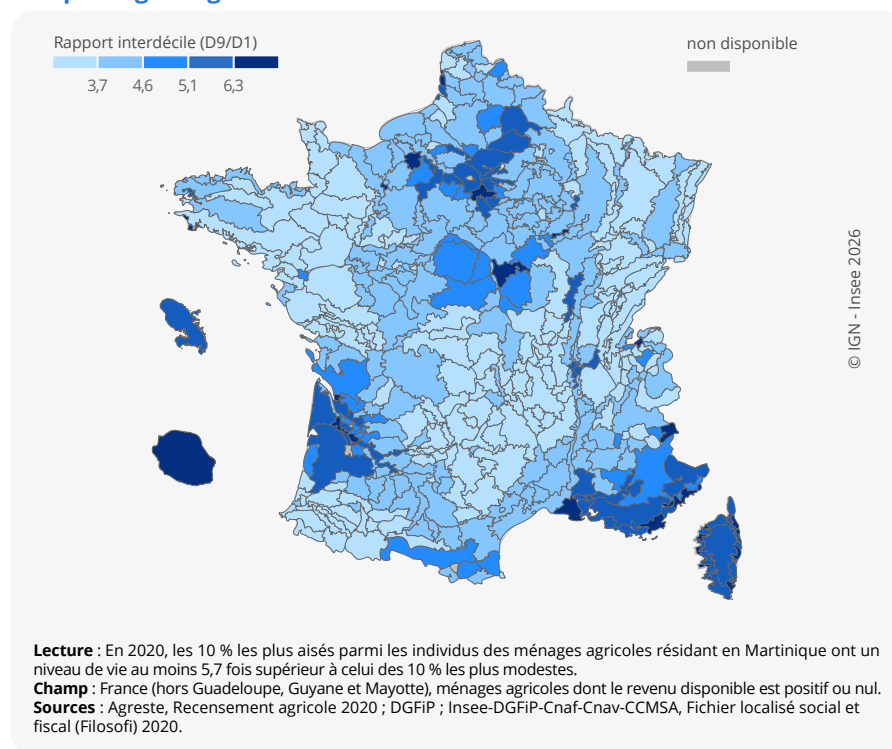 Rapport interdécile (D9/D1)
3,7 4,6 5,1 6,3
non disponible
© IGN - Insee 2026
Lecture : En 2020, les 10 % les plus aisés parmi les individus des ménages agricoles résidant en Martinique ont un
niveau de vie au moins 5,7 fois supérieur à celui des 10 % les plus modestes.
Champ : France (hors Guadeloupe, Guyane et Mayotte), ménages agricoles dont le revenu disponible est positif ou nul.
Sources : Agreste, Recensement agricole 2020 ; DGFiP ; Insee-DGFiP-Cnaf-Cnav-CCMSA, Fichier localisé social et
fiscal (Filosofi) 2020.